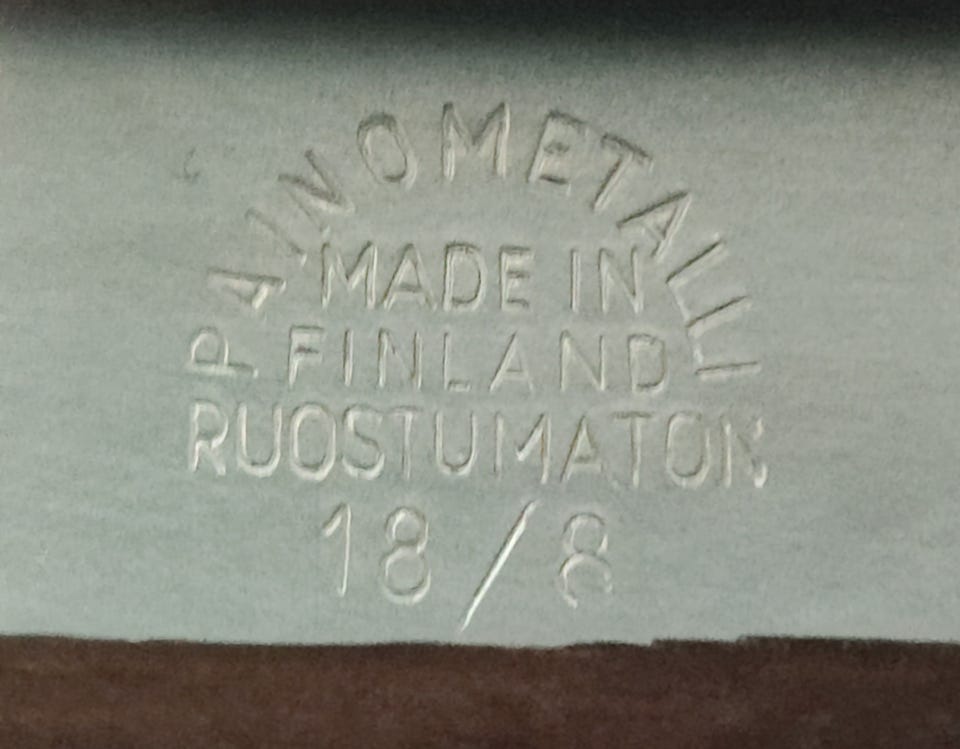 PAINOMETALLI
MADE IN
FINLAND
RUOSTUMATON
18/8